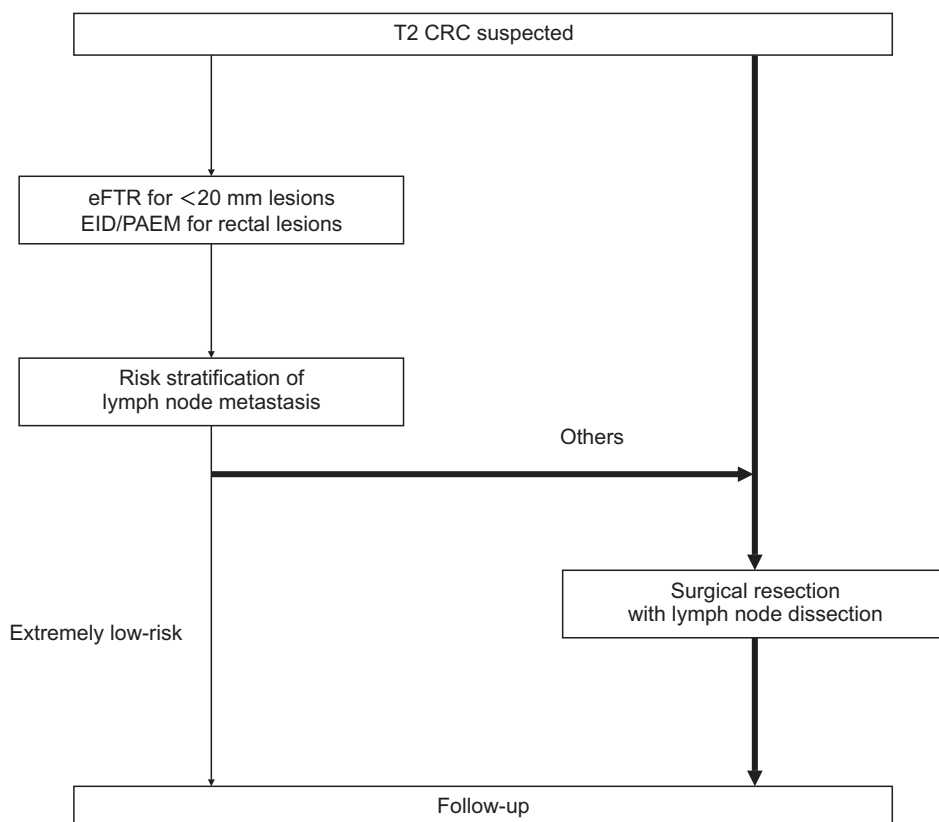 T2 CRC suspected
eFTR for <20 mm lesions
EID/PAEM for rectal lesions
Risk stratification of
lymph node metastasis
Others
Surgical resection
with lymph node dissection
Extremely low-risk
Follow-up